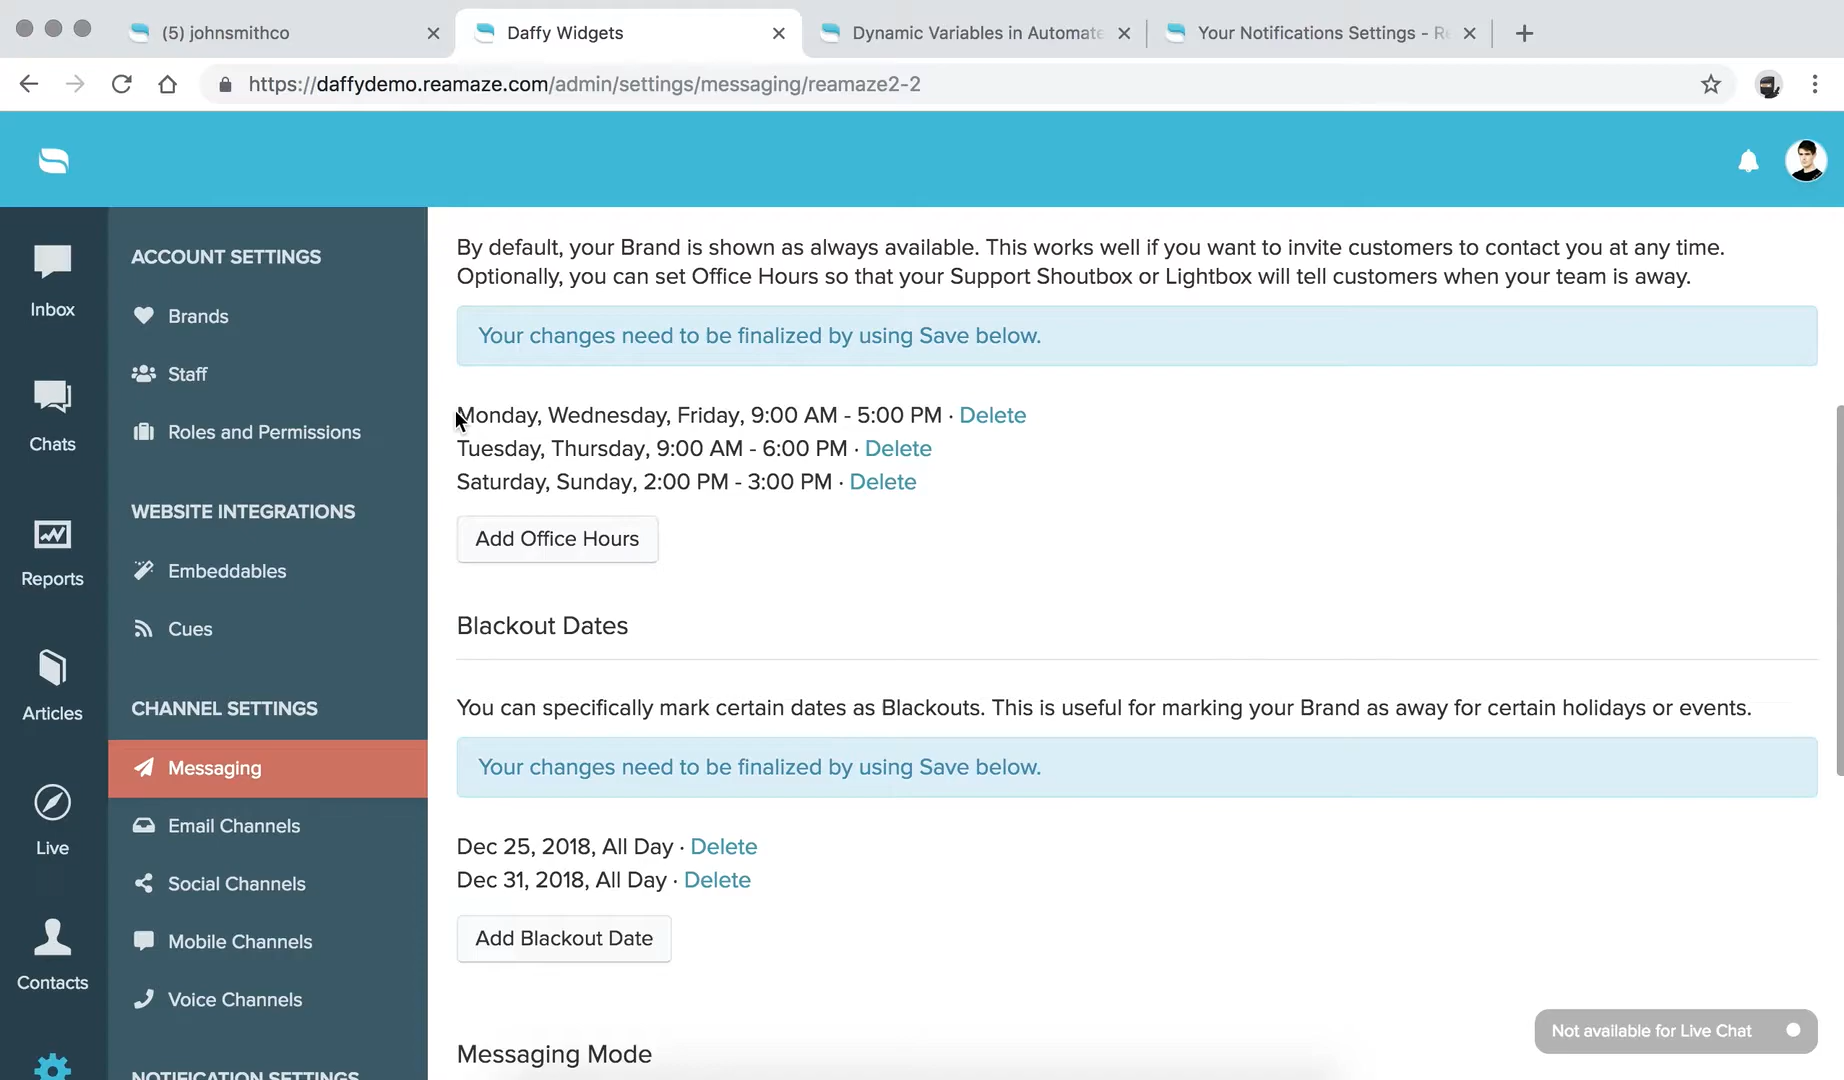 (5) johnsmithco
Daffy Widgets
Dynamic Variables in Automate
Your Notifications Settings - Re
https://daffydemo.reamaze.com/admin/settings/messaging/reamaze2-2
Inbox
Chats
Reports
Articles
Live
Contacts
ACCOUNT SETTINGS
Brands
Staff
Roles and Permissions
WEBSITE INTEGRATIONS
Embeddables
Cues
CHANNEL SETTINGS
Messaging
Email Channels
Social Channels
Mobile Channels
Voice Channels
NOTIFICATION SETTINGS
By default, your Brand is shown as always available. This works well if you want to invite customers to contact you at any time.
Optionally, you can set Office Hours so that your Support Shoutbox or Lightbox will tell customers when your team is away.
Your changes need to be finalized by using Save below.
Monday, Wednesday, Friday, 9:00 AM - 5:00 PM · Delete
Tuesday, Thursday, 9:00 AM - 6:00 PM · Delete
Saturday, Sunday, 2:00 PM - 3:00 PM · Delete
Add Office Hours
Blackout Dates
You can specifically mark certain dates as Blackouts. This is useful for marking your Brand as away for certain holidays or events.
Your changes need to be finalized by using Save below.
Dec 25, 2018, All Day · Delete
Dec 31, 2018, All Day · Delete
Add Blackout Date
Messaging Mode
Not available for Live Chat